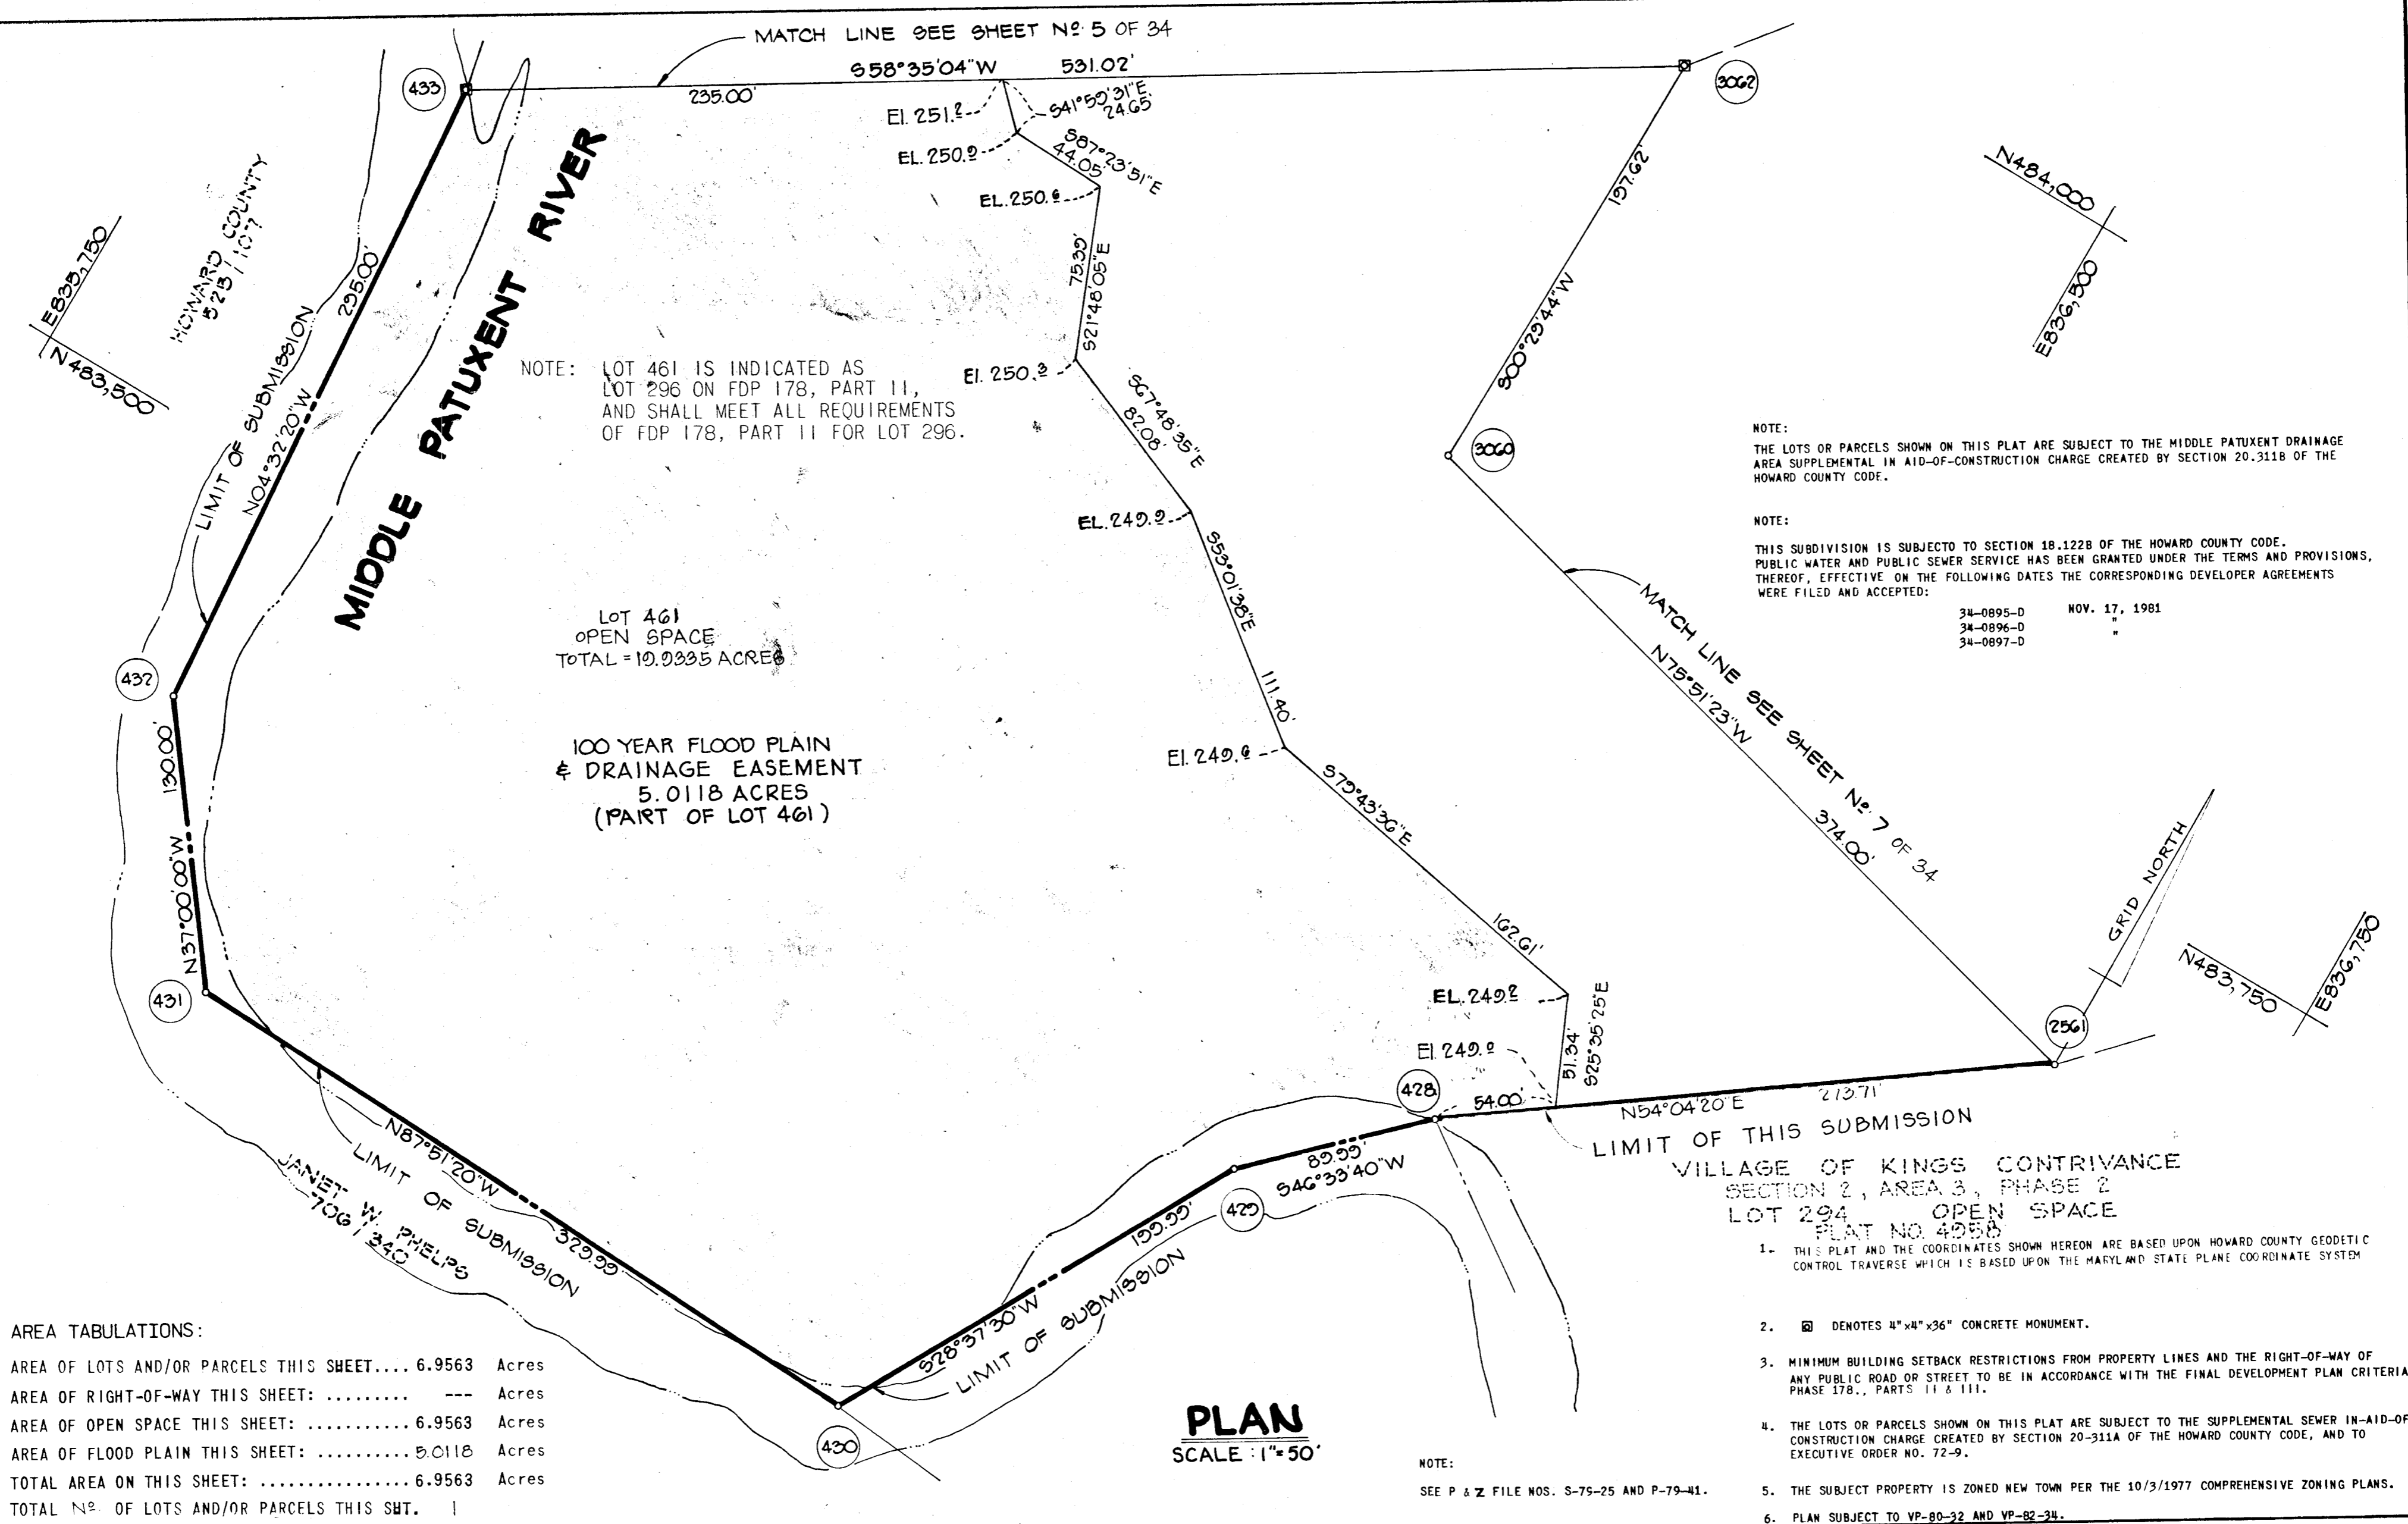 MATCH LINE SEE SHEET Nº 5 OF 34
S58°35'04"W 531.02'
433
235.00'
3062
El. 251.2
S41°59'31"E
24.65'
EL. 250.9
S87°23'51"E
44.05'
EL. 250.6
75.39'
S21°48'05"E
El. 250.3
S67°48'35"E
82.08'
EL. 249.9
S53°01'38"E
111.40'
El. 249.6
S79°43'36"E
162.61'
EL. 249.2
51.34'
S25°35'25"E
El. 249.0
54.00'
428
197.62'
S00°29'44"W
3060
N484,000
E836,500
E835,750
N483,500
HOWARD COUNTY
523/107
295.00'
N04°32'20"W
LIMIT OF SUBMISSION
MIDDLE PATUXENT RIVER
NOTE: LOT 461 IS INDICATED AS
LOT 296 ON FDP 178, PART II,
AND SHALL MEET ALL REQUIREMENTS
OF FDP 178, PART II FOR LOT 296.
LOT 461
OPEN SPACE
TOTAL = 19.9335 ACRES
100 YEAR FLOOD PLAIN
& DRAINAGE EASEMENT
5.0118 ACRES
(PART OF LOT 461)
432
130.00'
N37°00'00"W
431
N87°51'20"W
329.99
LIMIT OF SUBMISSION
JANET W. PHELPS
706/340
430
S28°37'30"W
199.99'
LIMIT OF SUBMISSION
429
89.99'
S46°33'40"W
NOTE:
THE LOTS OR PARCELS SHOWN ON THIS PLAT ARE SUBJECT TO THE MIDDLE PATUXENT DRAINAGE
AREA SUPPLEMENTAL IN AID-OF-CONSTRUCTION CHARGE CREATED BY SECTION 20.311B OF THE
HOWARD COUNTY CODE.
NOTE:
THIS SUBDIVISION IS SUBJECTO TO SECTION 18.122B OF THE HOWARD COUNTY CODE.
PUBLIC WATER AND PUBLIC SEWER SERVICE HAS BEEN GRANTED UNDER THE TERMS AND PROVISIONS,
THEREOF, EFFECTIVE ON THE FOLLOWING DATES THE CORRESPONDING DEVELOPER AGREEMENTS
WERE FILED AND ACCEPTED:
34-0895-D NOV. 17, 1981
34-0896-D "
34-0897-D "
MATCH LINE SEE SHEET Nº 7 OF 34
N75°51'23"W
374.00'
GRID NORTH
N483,750
E836,750
2561
N54°04'20"E 273.71'
LIMIT OF THIS SUBMISSION
VILLAGE OF KINGS CONTRIVANCE
SECTION 2, AREA 3, PHASE 2
LOT 294 OPEN SPACE
PLAT NO. 4958
1. THIS PLAT AND THE COORDINATES SHOWN HEREON ARE BASED UPON HOWARD COUNTY GEODETIC
CONTROL TRAVERSE WHICH IS BASED UPON THE MARYLAND STATE PLANE COORDINATE SYSTEM
2. DENOTES 4"x4"x36" CONCRETE MONUMENT.
3. MINIMUM BUILDING SETBACK RESTRICTIONS FROM PROPERTY LINES AND THE RIGHT-OF-WAY OF
ANY PUBLIC ROAD OR STREET TO BE IN ACCORDANCE WITH THE FINAL DEVELOPMENT PLAN CRITERIA
PHASE 178., PARTS II & III.
4. THE LOTS OR PARCELS SHOWN ON THIS PLAT ARE SUBJECT TO THE SUPPLEMENTAL SEWER IN-AID-OF
CONSTRUCTION CHARGE CREATED BY SECTION 20-311A OF THE HOWARD COUNTY CODE, AND TO
EXECUTIVE ORDER NO. 72-9.
5. THE SUBJECT PROPERTY IS ZONED NEW TOWN PER THE 10/3/1977 COMPREHENSIVE ZONING PLANS.
6. PLAN SUBJECT TO VP-80-32 AND VP-82-34.
AREA TABULATIONS:
AREA OF LOTS AND/OR PARCELS THIS SHEET.... 6.9563 Acres
AREA OF RIGHT-OF-WAY THIS SHEET: ......... --- Acres
AREA OF OPEN SPACE THIS SHEET: ........... 6.9563 Acres
AREA OF FLOOD PLAIN THIS SHEET: .......... 5.0118 Acres
TOTAL AREA ON THIS SHEET: ................ 6.9563 Acres
TOTAL Nº OF LOTS AND/OR PARCELS THIS SHT. 1
PLAN
SCALE : 1"=50'
NOTE:
SEE P & Z FILE NOS. S-79-25 AND P-79-41.